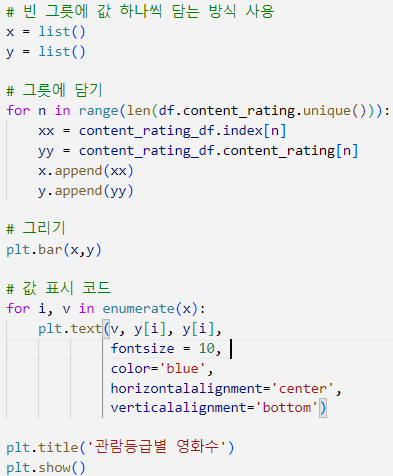 # 빈 그릇에 값 하나씩 담는 방식 사용
x = list()
y = list()

# 그릇에 담기
for n in range(len(df.content_rating.unique())):
    xx = content_rating_df.index[n]
    yy = content_rating_df.content_rating[n]
    x.append(xx)
    y.append(yy)

# 그리기
plt.bar(x,y)

# 값 표시 코드
for i, v in enumerate(x):
    plt.text(v, y[i], y[i],
             fontsize = 10,
             color='blue',
             horizontalalignment='center',
             verticalalignment='bottom')

plt.title('관람등급별 영화수')
plt.show()